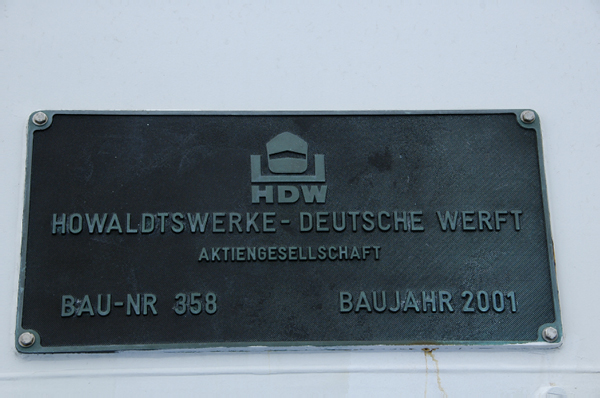 HDW
HOWALDTSWERKE-DEUTSCHE WERFT
AKTIENGESELLSCHAFT
BAU-NR 358 BAUJAHR 2001